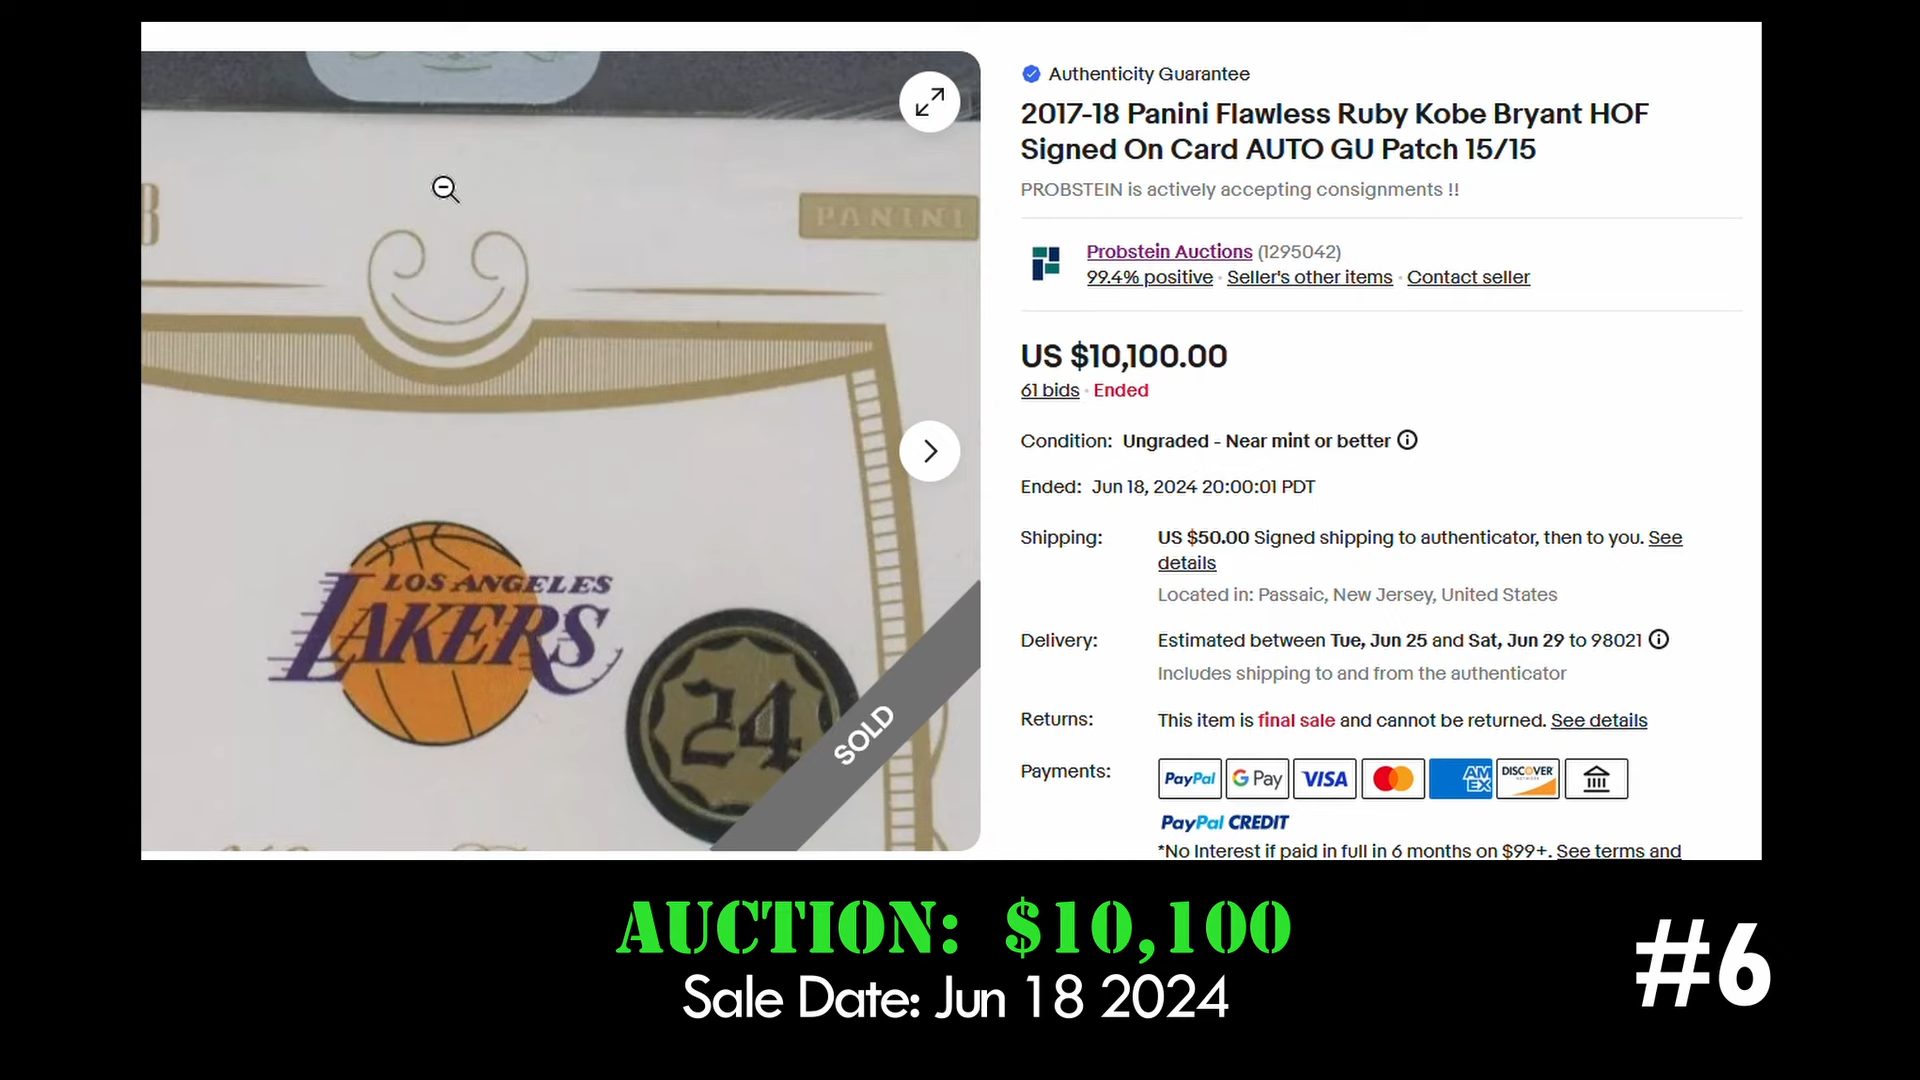 PANINI
LOS ANGELES
LAKERS
24
SOLD
Authenticity Guarantee
2017-18 Panini Flawless Ruby Kobe Bryant HOF
Signed On Card AUTO GU Patch 15/15
PROBSTEIN is actively accepting consignments !!
Probstein Auctions (1295042)
99.4% positive · Seller's other items · Contact seller
US $10,100.00
61 bids · Ended
Condition: Ungraded - Near mint or better
Ended: Jun 18, 2024 20:00:01 PDT
Shipping: US $50.00 Signed shipping to authenticator, then to you. See
details
Located in: Passaic, New Jersey, United States
Delivery: Estimated between Tue, Jun 25 and Sat, Jun 29 to 98021
Includes shipping to and from the authenticator
Returns: This item is final sale and cannot be returned. See details
Payments: PayPal G Pay VISA AM EX DISCOVER
PayPal CREDIT
*No Interest if paid in full in 6 months on $99+. See terms and
AUCTION: $10,100
Sale Date: Jun 18 2024
#6